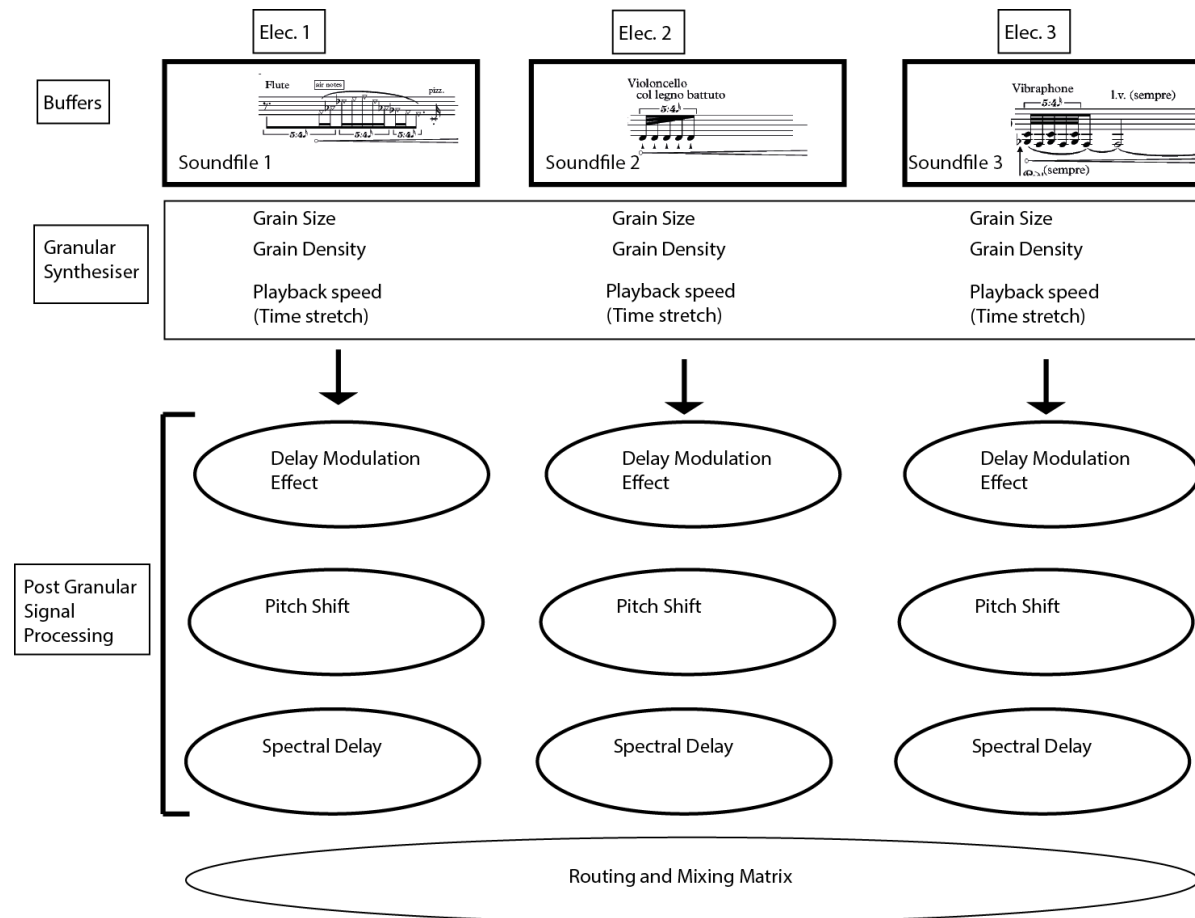 Elec. 1
Elec. 2
Elec. 3
Buffers
Flute
air notes
pizz.
5:4
5:4
5:4
Soundfile 1
Violoncello
col legno battuto
5:4
Soundfile 2
Vibraphone
l.v. (sempre)
5:4
Soundfile 3
(sempre)
Granular
Synthesiser
Grain Size
Grain Density
Playback speed
(Time stretch)
Grain Size
Grain Density
Playback speed
(Time stretch)
Grain Size
Grain Density
Playback speed
(Time stretch)
Post Granular
Signal
Processing
Delay Modulation
Effect
Delay Modulation
Effect
Delay Modulation
Effect
Pitch Shift
Pitch Shift
Pitch Shift
Spectral Delay
Spectral Delay
Spectral Delay
Routing and Mixing Matrix